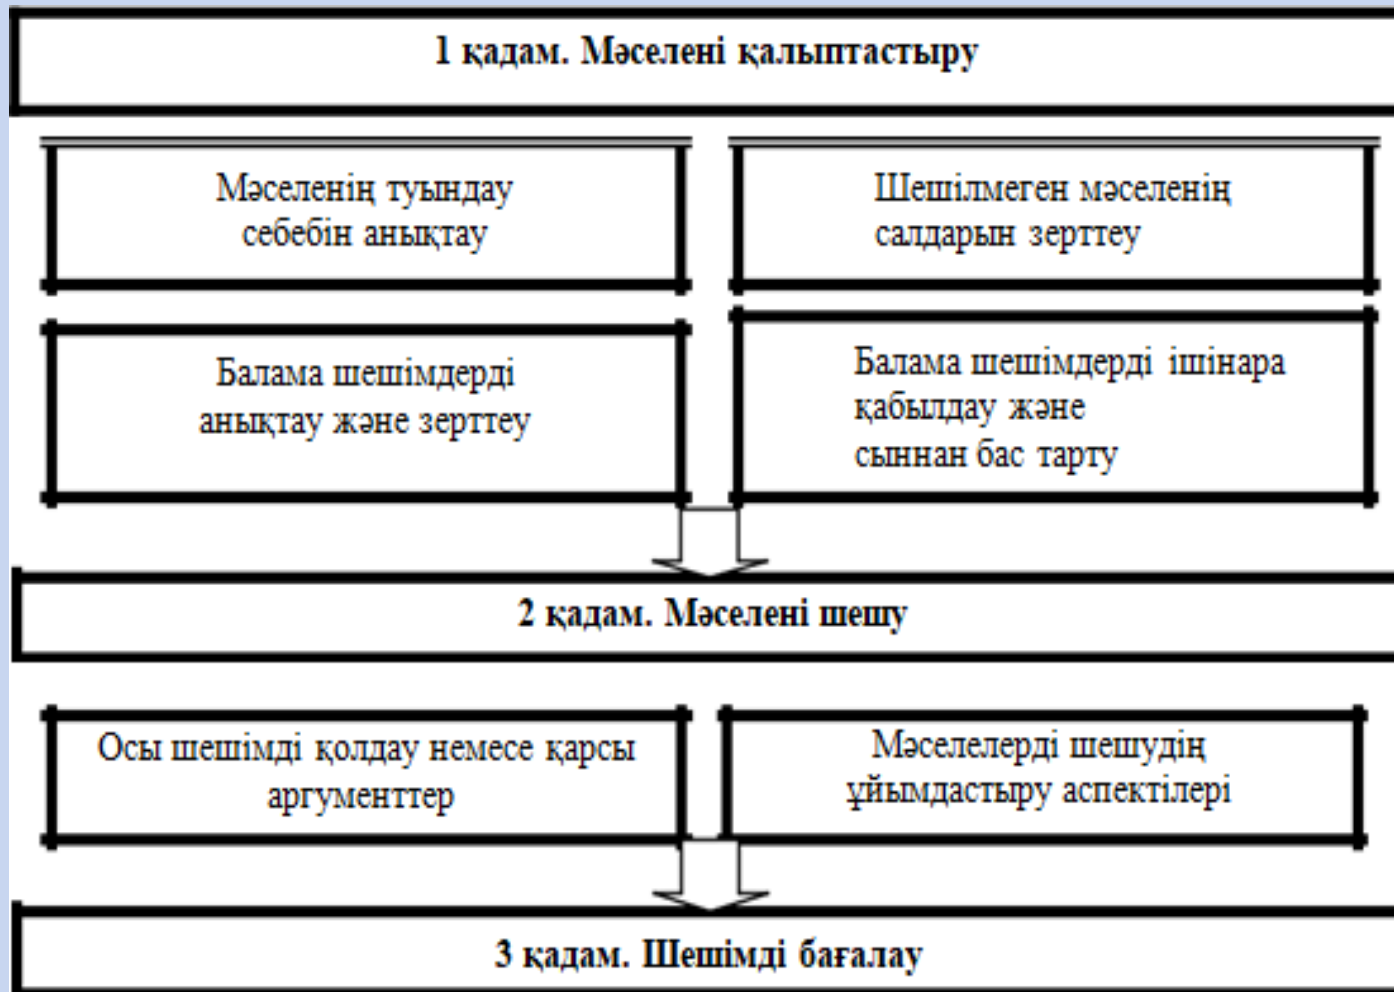 1 қадам. Мәселені қалыптастыру
Мәселенің туындау
себебін анықтау
Шешілмеген мәселенің
салдарын зерттеу
Балама шешімдерді
анықтау және зерттеу
Балама шешімдерді ішінара
қабылдау және
сыннан бас тарту
2 қадам. Мәселені шешу
Осы шешімді қолдау немесе қарсы
аргументтер
Мәселелерді шешудің
ұйымдастыру аспектілері
3 қадам. Шешімді бағалау